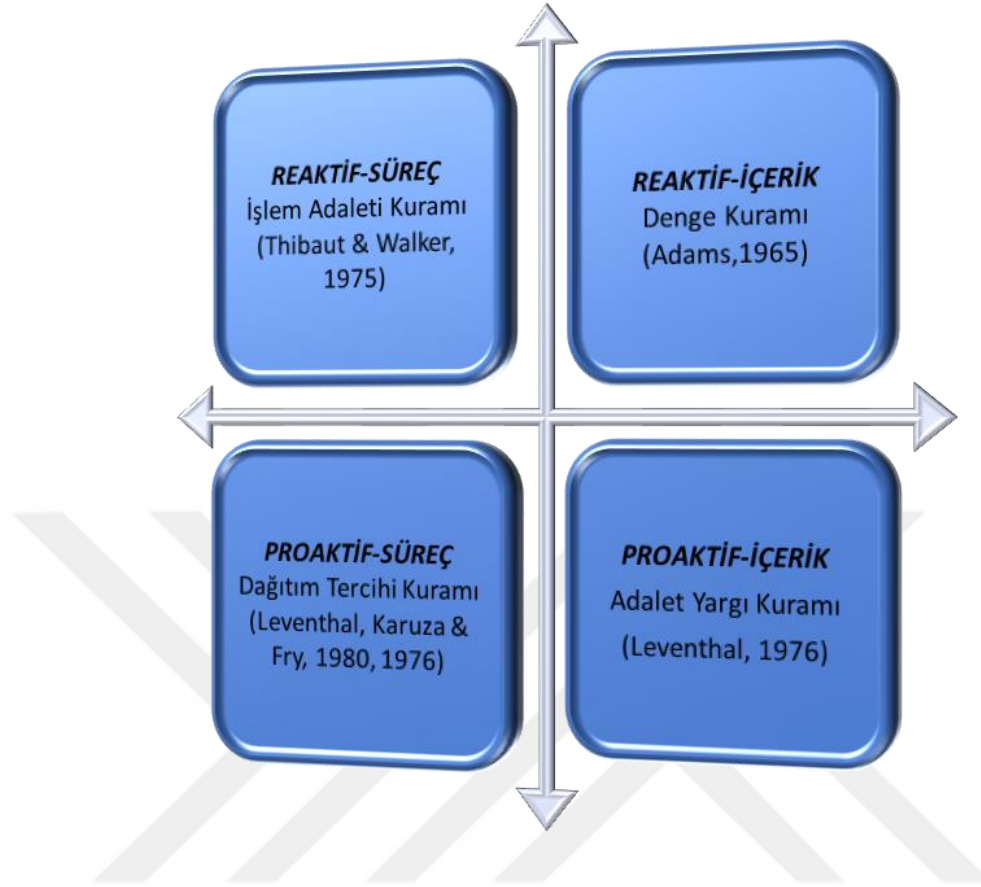 REAKTİF-SÜREÇ
İşlem Adaleti Kuramı
(Thibaut & Walker,
1975)
REAKTİF-İÇERİK
Denge Kuramı
(Adams,1965)
PROAKTİF-SÜREÇ
Dağıtım Tercihi Kuramı
(Leventhal, Karuza &
Fry, 1980, 1976)
PROAKTİF-İÇERİK
Adalet Yargı Kuramı
(Leventhal, 1976)